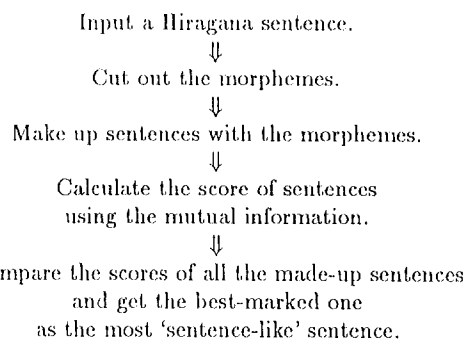 Input a Hiragana sentence.
⇓
Cut out the morphemes.
⇓
Make up sentences with the morphemes.
⇓
Calculate the score of sentences
using the mutual information.
⇓
mpare the scores of all the made-up sentences
and get the best-marked one
as the most ‘sentence-like’ sentence.